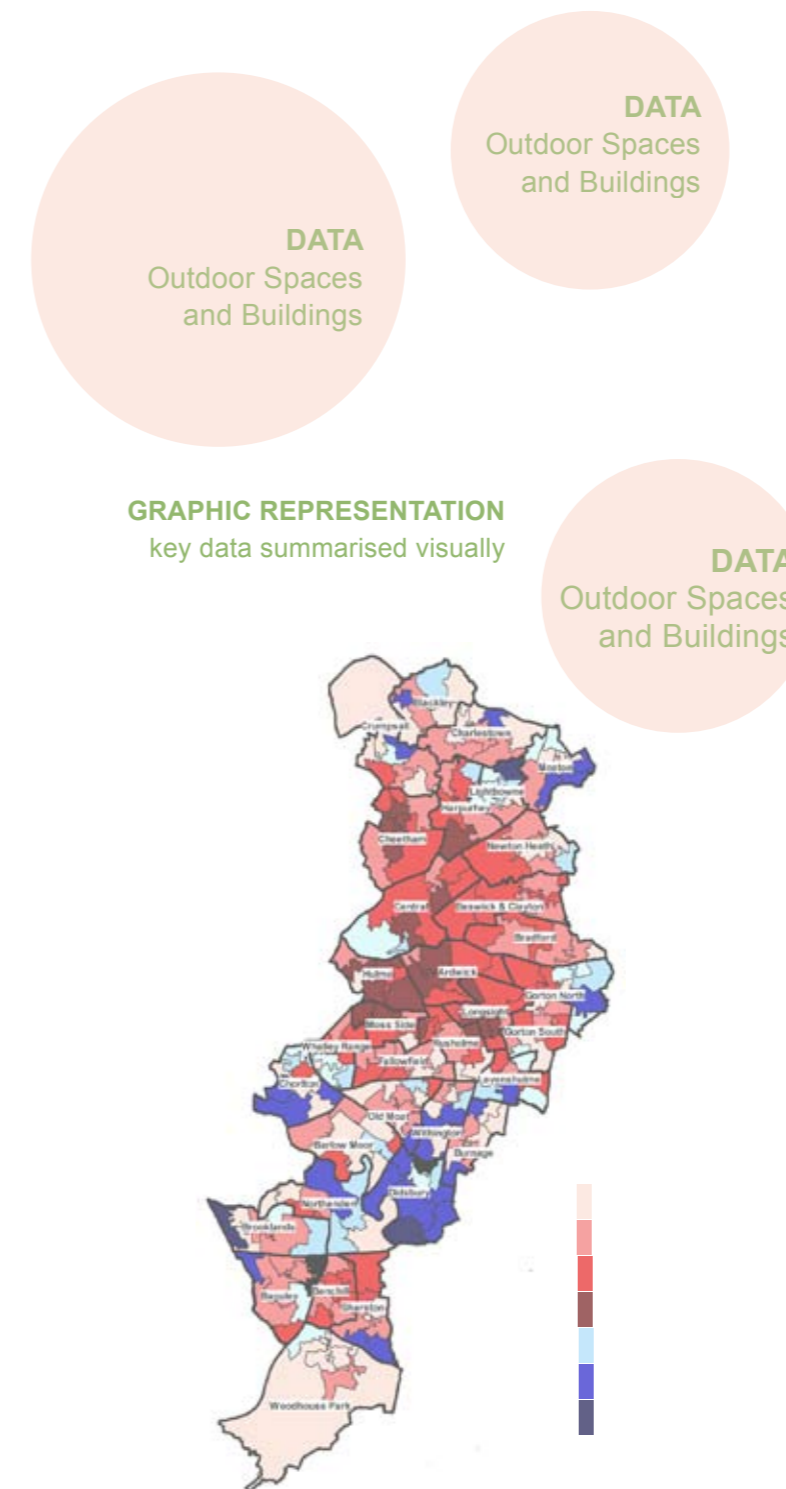 DATA
Outdoor Spaces
and Buildings
DATA
Outdoor Spaces
and Buildings
GRAPHIC REPRESENTATION
key data summarised visually
DATA
Outdoor Spaces
and Buildings
Blackley
Crumpsall
Charlestown
Moston
Lightbowne
Harpurhey
Cheetham
Newton Heath
Central
Beswick & Clayton
Bradford
Hulme
Ardwick
Gorton North
Longsight
Moss Side
Gorton South
Whalley Range
Rusholme
Fallowfield
Levenshulme
Chorlton
Old Moat
Withington
Barlow Moor
Burnage
Didsbury
Northenden
Brooklands
Baguley
Benchill
Sharston
Woodhouse Park